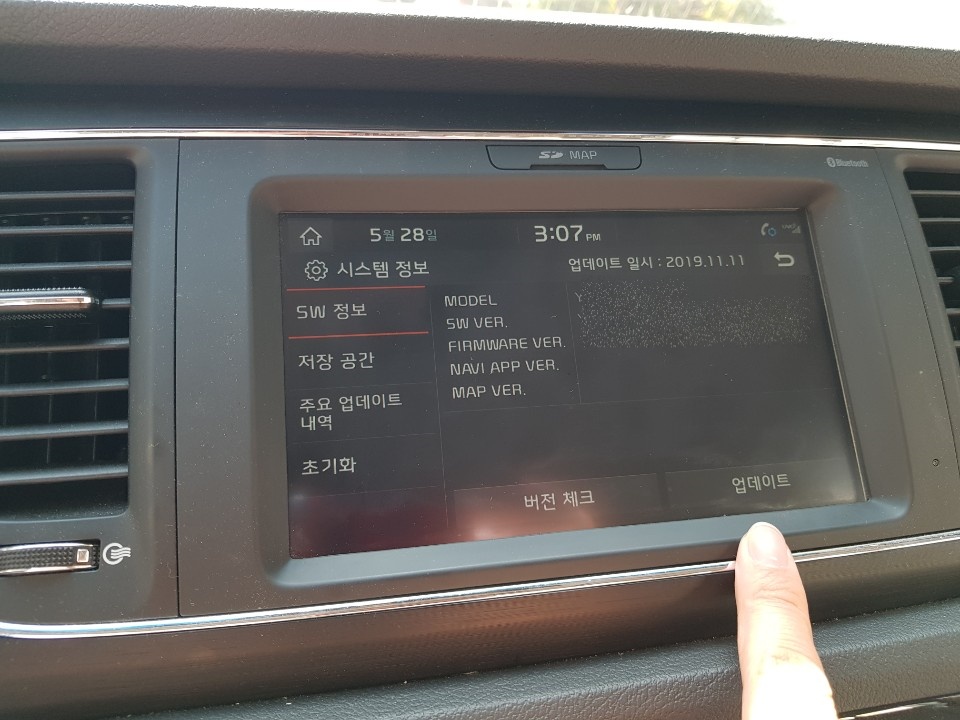 SD MAP
Bluetooth
5월 28일 3:07 PM
시스템 정보 업데이트 일시 : 2019.11.11
SW 정보
저장 공간
주요 업데이트
내역
초기화
MODEL
SW VER.
FIRMWARE VER.
NAVI APP VER.
MAP VER.
버전 체크
업데이트